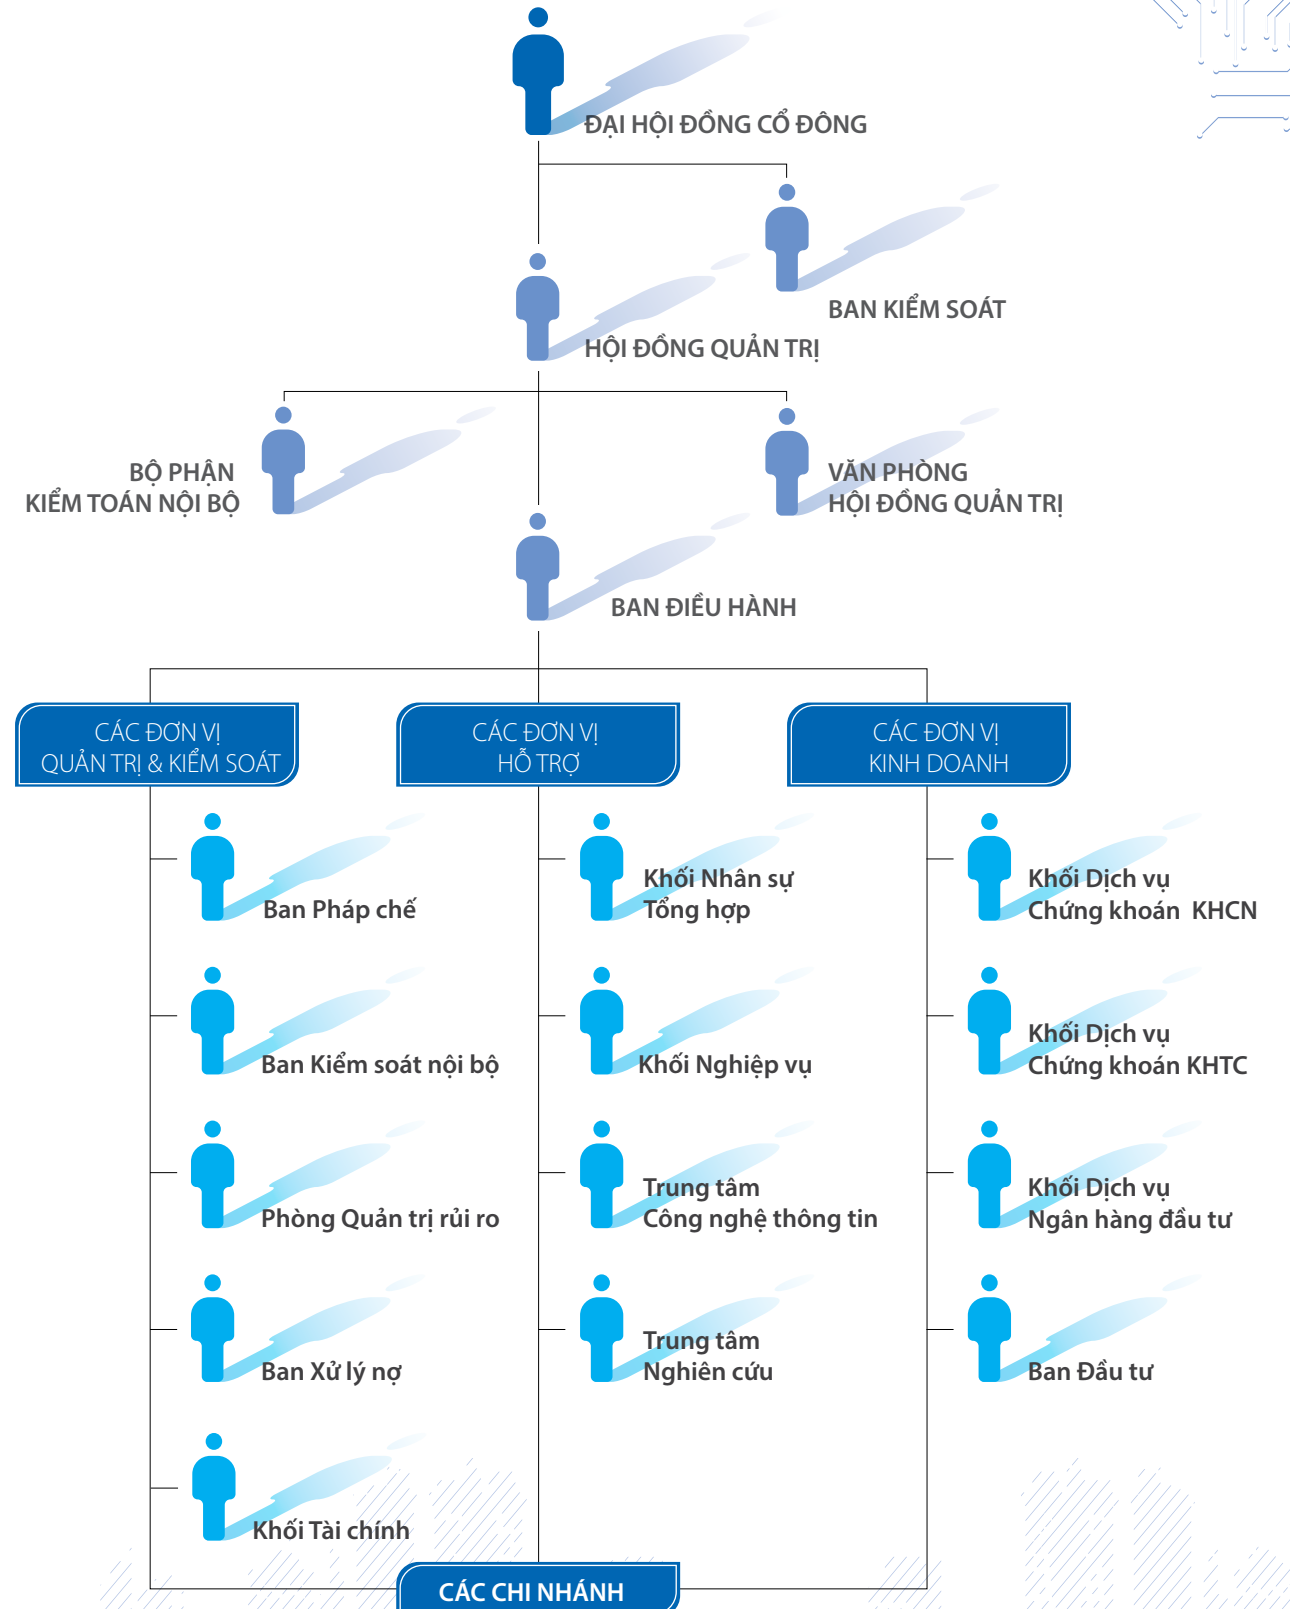 ĐẠI HỘI ĐỒNG CỔ ĐÔNG
BAN KIỂM SOÁT
HỘI ĐỒNG QUẢN TRỊ
BỘ PHẬN
KIỂM TOÁN NỘI BỘ
VĂN PHÒNG
HỘI ĐỒNG QUẢN TRỊ
BAN ĐIỀU HÀNH
CÁC ĐƠN VỊ
QUẢN TRỊ & KIỂM SOÁT
CÁC ĐƠN VỊ
HỖ TRỢ
CÁC ĐƠN VỊ
KINH DOANH
Ban Pháp chế
Ban Kiểm soát nội bộ
Phòng Quản trị rủi ro
Ban Xử lý nợ
Khối Tài chính
Khối Nhân sự
Tổng hợp
Khối Nghiệp vụ
Trung tâm
Công nghệ thông tin
Trung tâm
Nghiên cứu
Khối Dịch vụ
Chứng khoán KHCN
Khối Dịch vụ
Chứng khoán KHTC
Khối Dịch vụ
Ngân hàng đầu tư
Ban Đầu tư
CÁC CHI NHÁNH